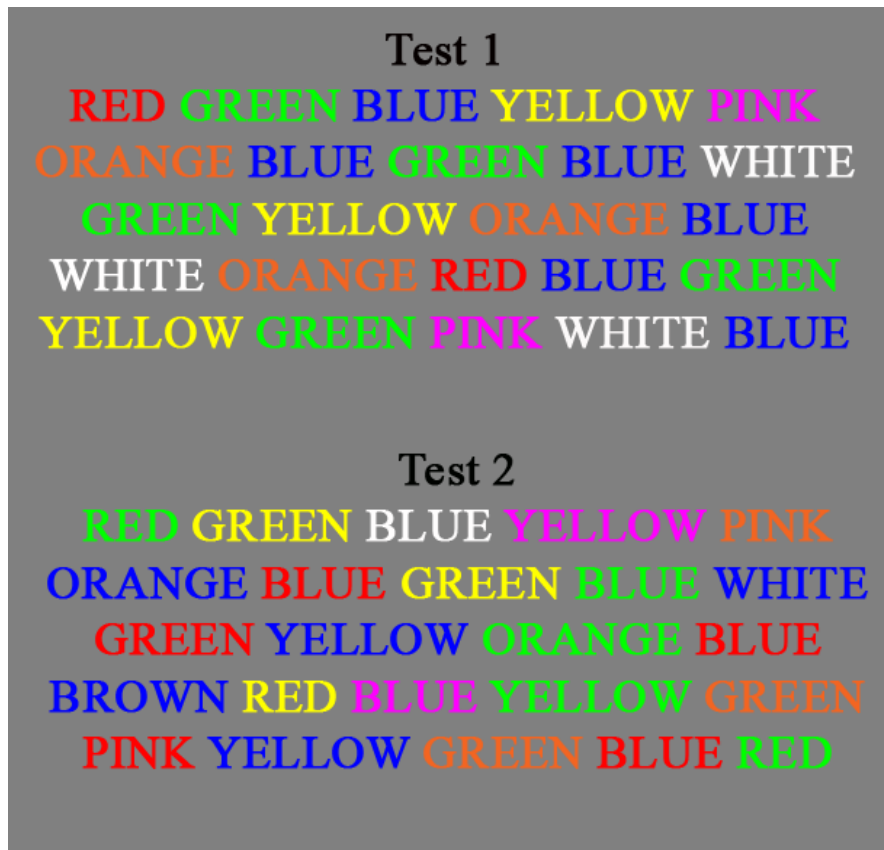 Test 1
RED GREEN BLUE YELLOW PINK
ORANGE BLUE GREEN BLUE WHITE
GREEN YELLOW ORANGE BLUE
WHITE ORANGE RED BLUE GREEN
YELLOW GREEN PINK WHITE BLUE
Test 2
RED GREEN BLUE YELLOW PINK
ORANGE BLUE GREEN BLUE WHITE
GREEN YELLOW ORANGE BLUE
BROWN RED BLUE YELLOW GREEN
PINK YELLOW GREEN BLUE RED